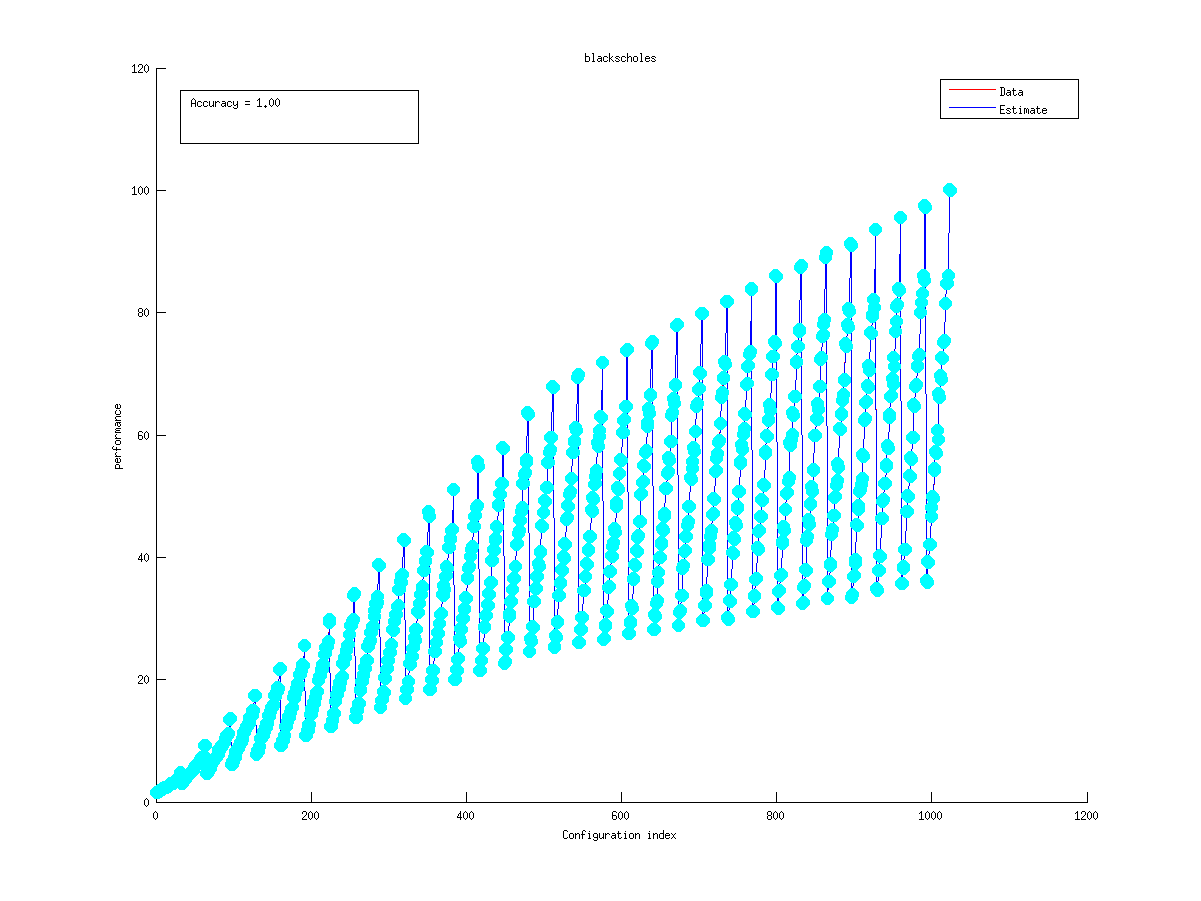 blackscholes
Accuracy = 1.00
Data
Estimate
120
100
80
60
40
20
0
performance
0 200 400 600 800 1000 1200
Configuration index